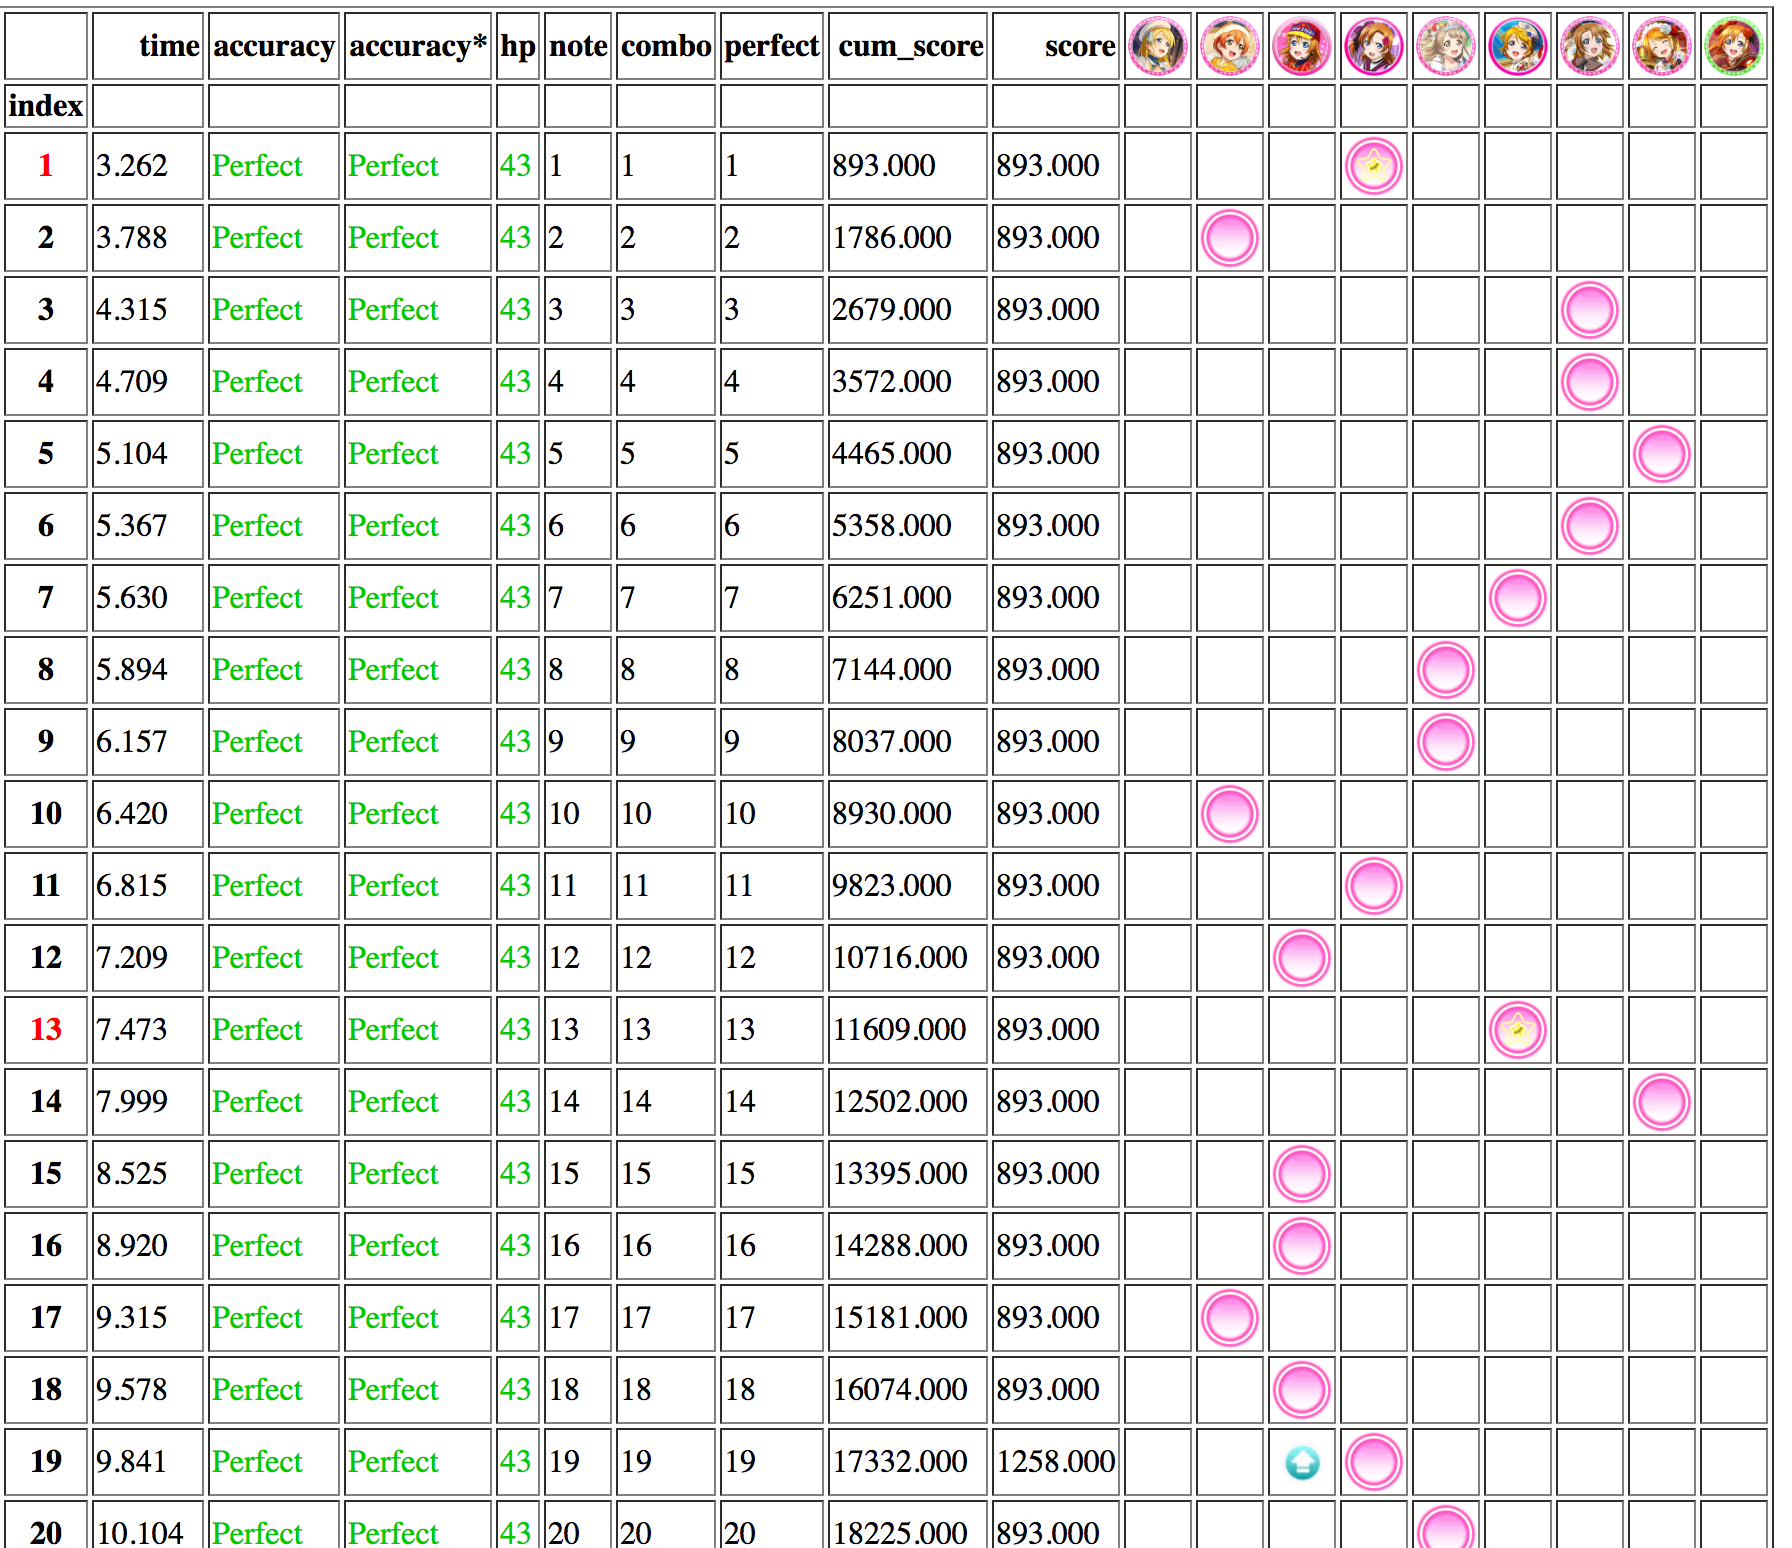 time accuracy accuracy* hp note combo perfect cum_score score
index
1 3.262 Perfect Perfect 43 1 1 1 893.000 893.000
2 3.788 Perfect Perfect 43 2 2 2 1786.000 893.000
3 4.315 Perfect Perfect 43 3 3 3 2679.000 893.000
4 4.709 Perfect Perfect 43 4 4 4 3572.000 893.000
5 5.104 Perfect Perfect 43 5 5 5 4465.000 893.000
6 5.367 Perfect Perfect 43 6 6 6 5358.000 893.000
7 5.630 Perfect Perfect 43 7 7 7 6251.000 893.000
8 5.894 Perfect Perfect 43 8 8 8 7144.000 893.000
9 6.157 Perfect Perfect 43 9 9 9 8037.000 893.000
10 6.420 Perfect Perfect 43 10 10 10 8930.000 893.000
11 6.815 Perfect Perfect 43 11 11 11 9823.000 893.000
12 7.209 Perfect Perfect 43 12 12 12 10716.000 893.000
13 7.473 Perfect Perfect 43 13 13 13 11609.000 893.000
14 7.999 Perfect Perfect 43 14 14 14 12502.000 893.000
15 8.525 Perfect Perfect 43 15 15 15 13395.000 893.000
16 8.920 Perfect Perfect 43 16 16 16 14288.000 893.000
17 9.315 Perfect Perfect 43 17 17 17 15181.000 893.000
18 9.578 Perfect Perfect 43 18 18 18 16074.000 893.000
19 9.841 Perfect Perfect 43 19 19 19 17332.000 1258.000
20 10.104 Perfect Perfect 43 20 20 20 18225.000 893.000